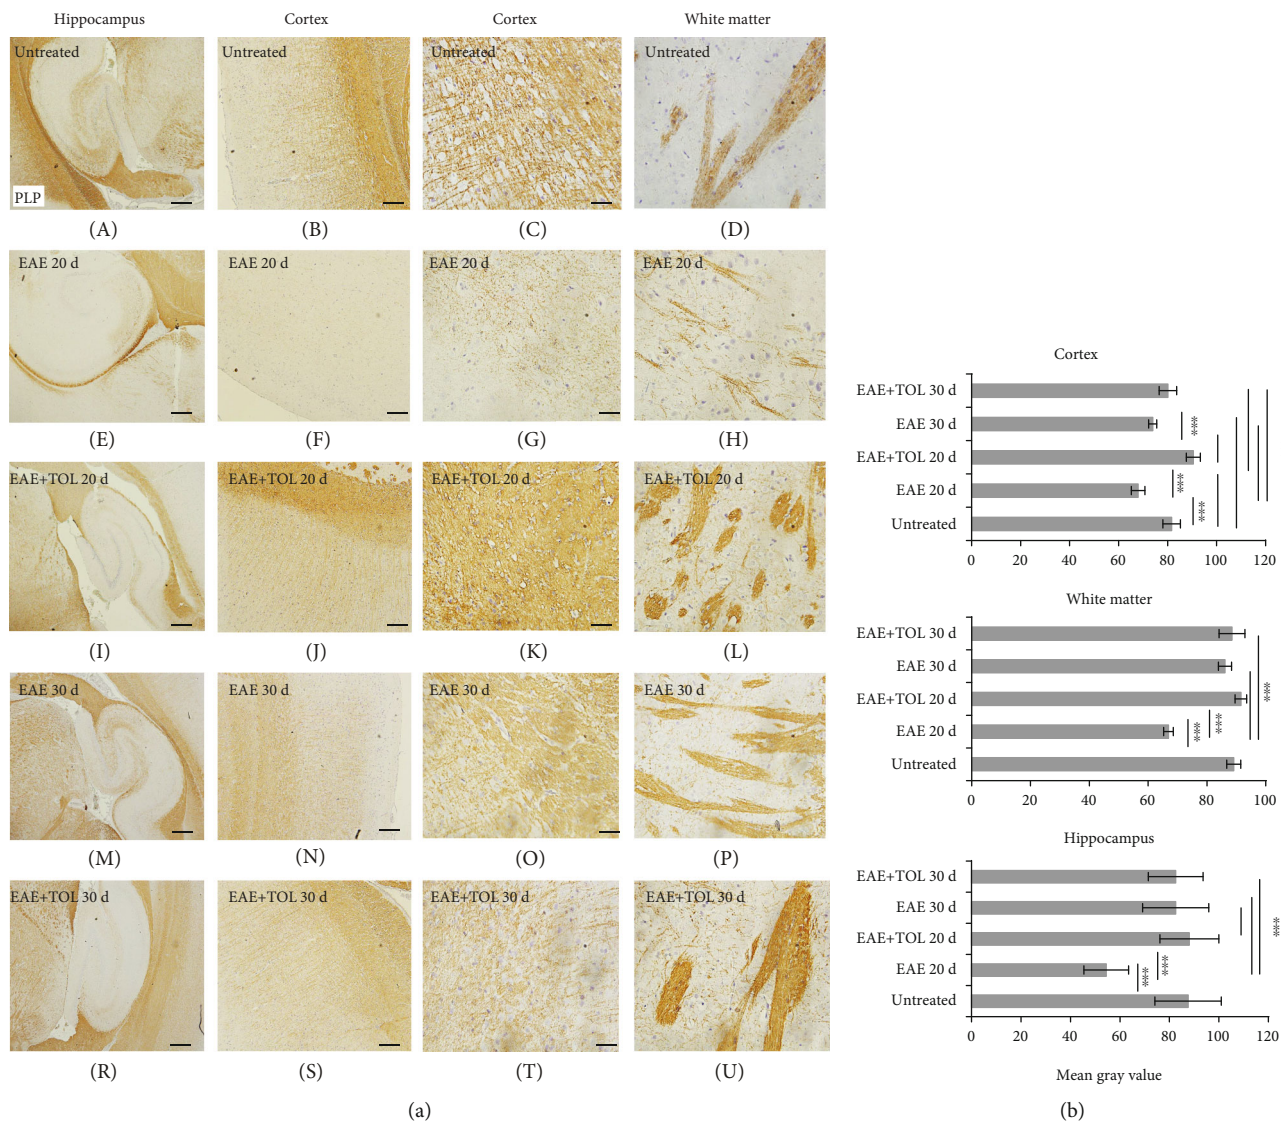 Hippocampus Cortex Cortex White matter
Untreated Untreated Untreated Untreated
PLP
(A) (B) (C) (D)
EAE 20 d EAE 20 d EAE 20 d EAE 20 d
(E) (F) (G) (H)
EAE+TOL 20 d EAE+TOL 20 d EAE+TOL 20 d EAE+TOL 20 d
(I) (J) (K) (L)
EAE 30 d EAE 30 d EAE 30 d EAE 30 d
(M) (N) (O) (P)
EAE+TOL 30 d EAE+TOL 30 d EAE+TOL 30 d EAE+TOL 30 d
(R) (S) (T) (U)
(a)
Cortex
EAE+TOL 30 d
EAE 30 d
***
EAE+TOL 20 d
EAE 20 d
***
***
Untreated
0 20 40 60 80 100 120
White matter
EAE+TOL 30 d
EAE 30 d
***
EAE+TOL 20 d
EAE 20 d
*** ***
Untreated
0 20 40 60 80 100
Hippocampus
EAE+TOL 30 d
EAE 30 d
***
EAE+TOL 20 d
EAE 20 d
*** ***
Untreated
0 20 40 60 80 100 120
Mean gray value
(b)